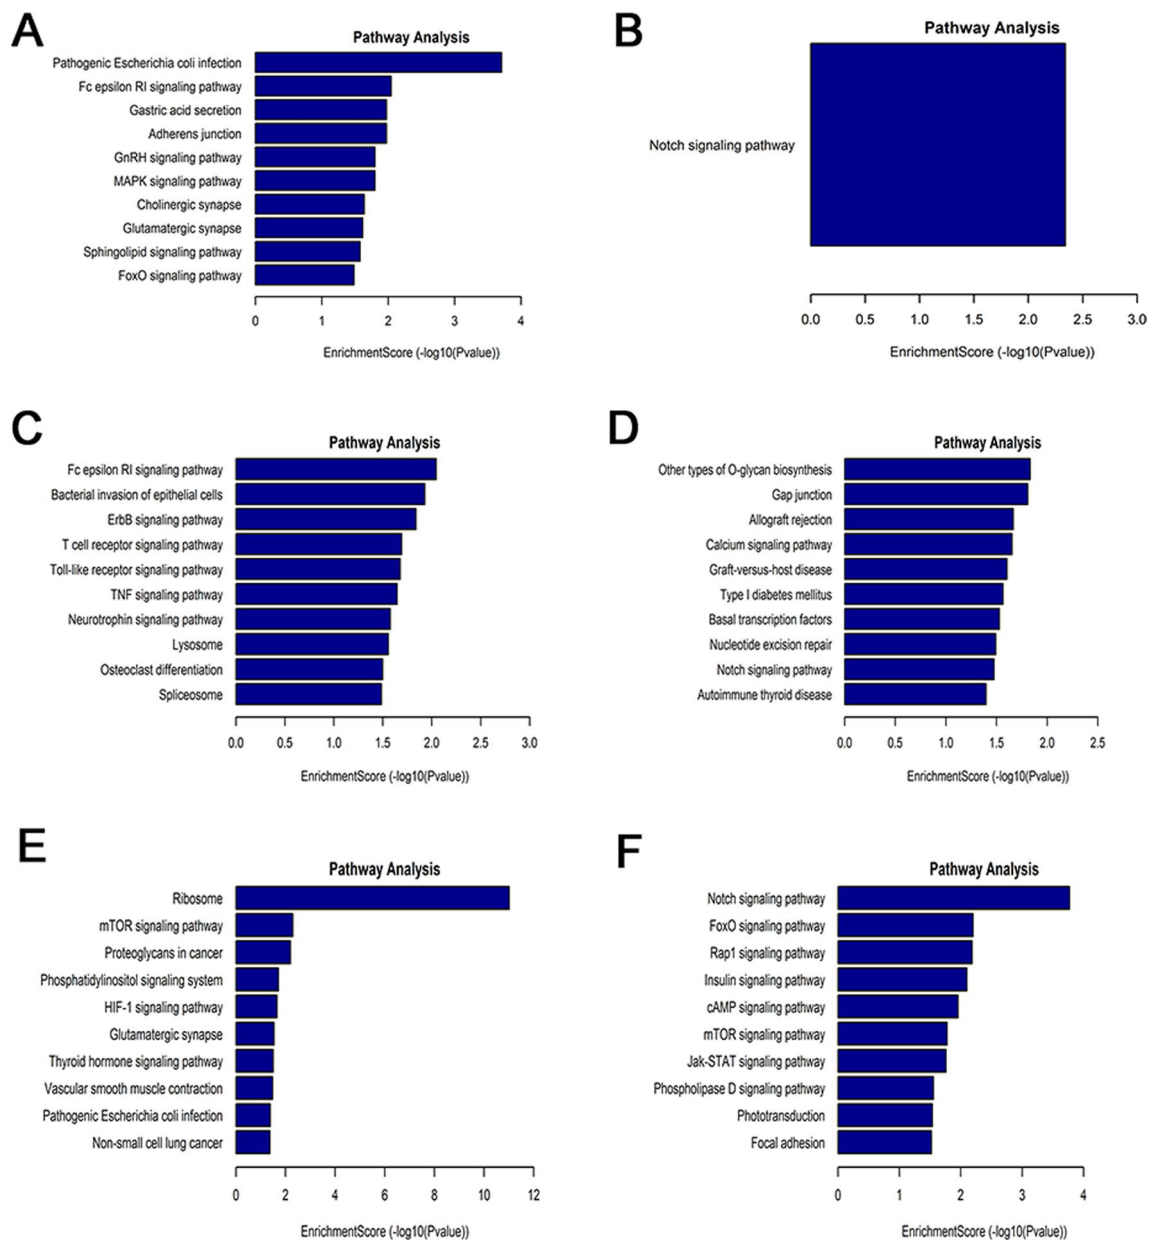 A
Pathway Analysis
Pathogenic Escherichia coli infection
Fc epsilon RI signaling pathway
Gastric acid secretion
Adherens junction
GnRH signaling pathway
MAPK signaling pathway
Cholinergic synapse
Glutamatergic synapse
Sphingolipid signaling pathway
FoxO signaling pathway
0 1 2 3 4
EnrichmentScore (-log10(Pvalue))
B
Pathway Analysis
Notch signaling pathway
0.0 0.5 1.0 1.5 2.0 2.5 3.0
EnrichmentScore (-log10(Pvalue))
C
Pathway Analysis
Fc epsilon RI signaling pathway
Bacterial invasion of epithelial cells
ErbB signaling pathway
T cell receptor signaling pathway
Toll-like receptor signaling pathway
TNF signaling pathway
Neurotrophin signaling pathway
Lysosome
Osteoclast differentiation
Spliceosome
0.0 0.5 1.0 1.5 2.0 2.5 3.0
EnrichmentScore (-log10(Pvalue))
D
Pathway Analysis
Other types of O-glycan biosynthesis
Gap junction
Allograft rejection
Calcium signaling pathway
Graft-versus-host disease
Type I diabetes mellitus
Basal transcription factors
Nucleotide excision repair
Notch signaling pathway
Autoimmune thyroid disease
0.0 0.5 1.0 1.5 2.0 2.5
EnrichmentScore (-log10(Pvalue))
E
Pathway Analysis
Ribosome
mTOR signaling pathway
Proteoglycans in cancer
Phosphatidylinositol signaling system
HIF-1 signaling pathway
Glutamatergic synapse
Thyroid hormone signaling pathway
Vascular smooth muscle contraction
Pathogenic Escherichia coli infection
Non-small cell lung cancer
0 2 4 6 8 10 12
EnrichmentScore (-log10(Pvalue))
F
Pathway Analysis
Notch signaling pathway
FoxO signaling pathway
Rap1 signaling pathway
Insulin signaling pathway
cAMP signaling pathway
mTOR signaling pathway
Jak-STAT signaling pathway
Phospholipase D signaling pathway
Phototransduction
Focal adhesion
0 1 2 3 4
EnrichmentScore (-log10(Pvalue))